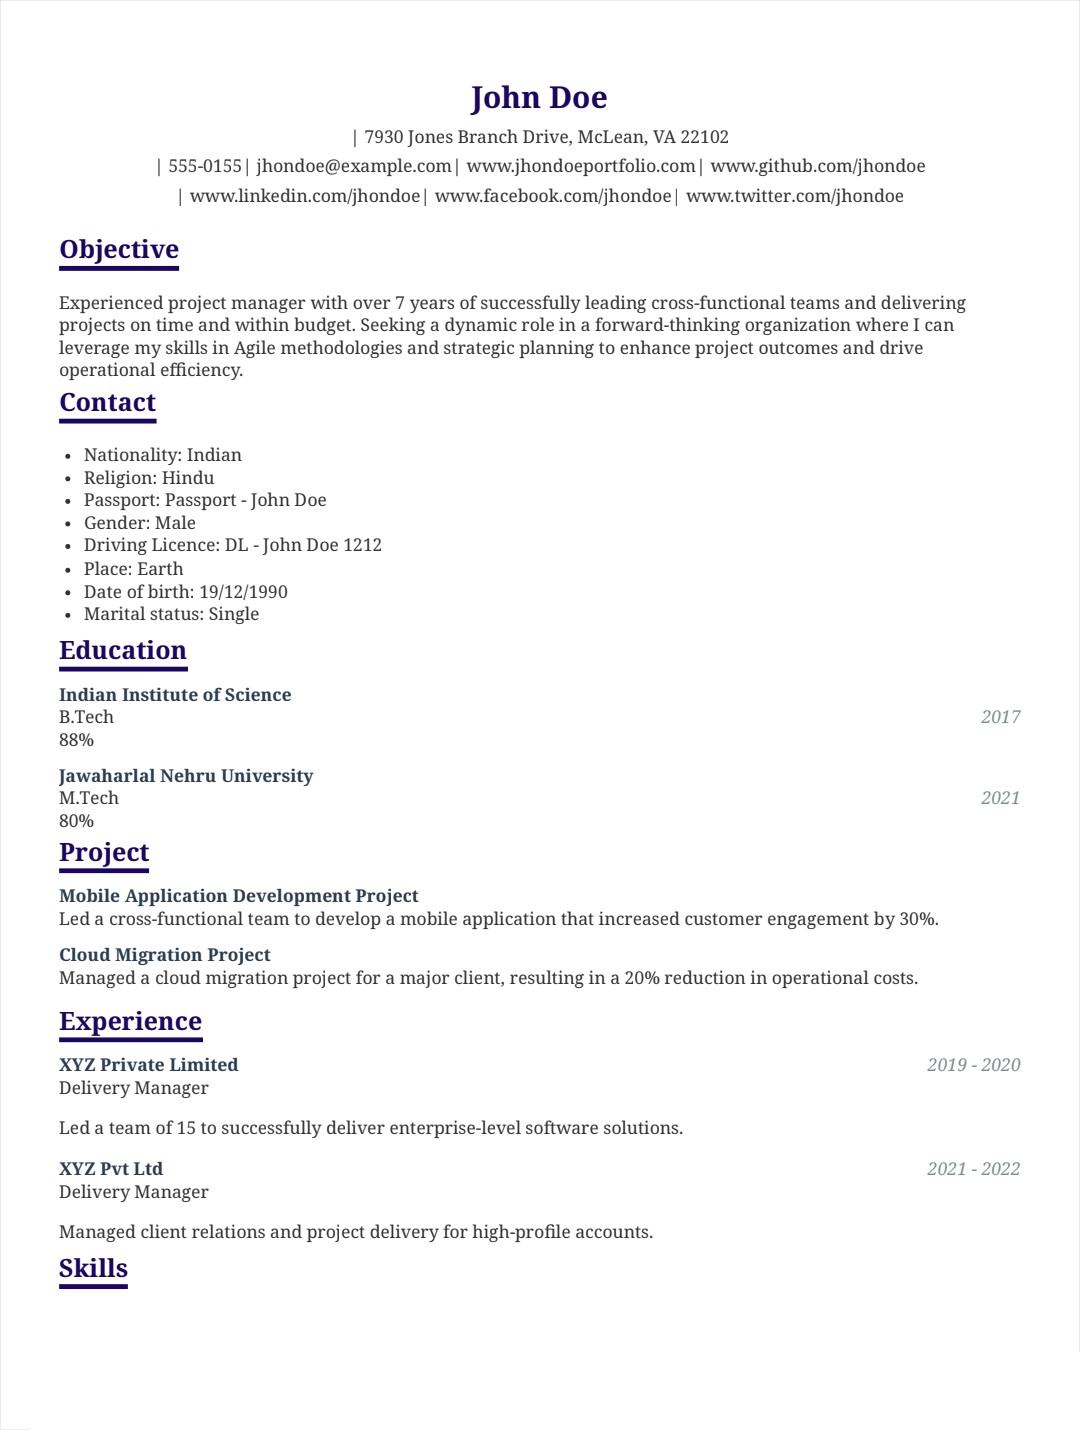 John Doe
| 7930 Jones Branch Drive, McLean, VA 22102
| 555-0155| jhondoe@example.com| www.jhondoeportfolio.com| www.github.com/jhondoe
| www.linkedin.com/jhondoe| www.facebook.com/jhondoe| www.twitter.com/jhondoe
Objective
Experienced project manager with over 7 years of successfully leading cross-functional teams and delivering
projects on time and within budget. Seeking a dynamic role in a forward-thinking organization where I can
leverage my skills in Agile methodologies and strategic planning to enhance project outcomes and drive
operational efficiency.
Contact
• Nationality: Indian
• Religion: Hindu
• Passport: Passport - John Doe
• Gender: Male
• Driving Licence: DL - John Doe 1212
• Place: Earth
• Date of birth: 19/12/1990
• Marital status: Single
Education
Indian Institute of Science
B.Tech 2017
88%
Jawaharlal Nehru University
M.Tech 2021
80%
Project
Mobile Application Development Project
Led a cross-functional team to develop a mobile application that increased customer engagement by 30%.
Cloud Migration Project
Managed a cloud migration project for a major client, resulting in a 20% reduction in operational costs.
Experience
XYZ Private Limited 2019 - 2020
Delivery Manager
Led a team of 15 to successfully deliver enterprise-level software solutions.
XYZ Pvt Ltd 2021 - 2022
Delivery Manager
Managed client relations and project delivery for high-profile accounts.
Skills